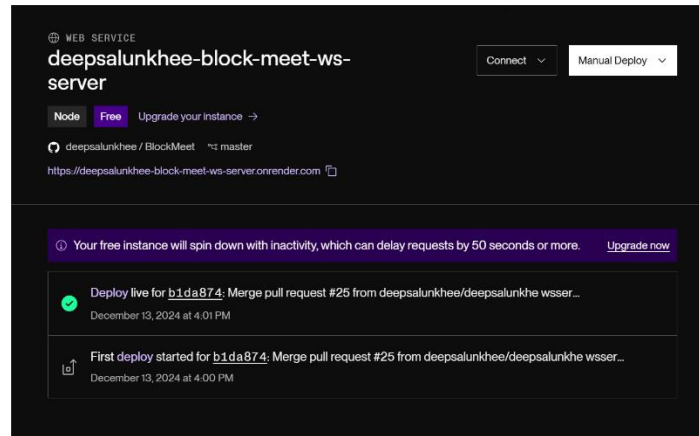 WEB SERVICE
deepsalunkhee-block-meet-ws-
server
Connect
Manual Deploy
Node Free Upgrade your instance →
deepsalunkhee / BlockMeet master
https://deepsalunkhee-block-meet-ws-server.onrender.com
Your free instance will spin down with inactivity, which can delay requests by 50 seconds or more. Upgrade now
Deploy live for b1da874: Merge pull request #25 from deepsalunkhee/deepsalunkhe wsser...
December 13, 2024 at 4:01 PM
First deploy started for b1da874: Merge pull request #25 from deepsalunkhee/deepsalunkhe wsser...
December 13, 2024 at 4:00 PM